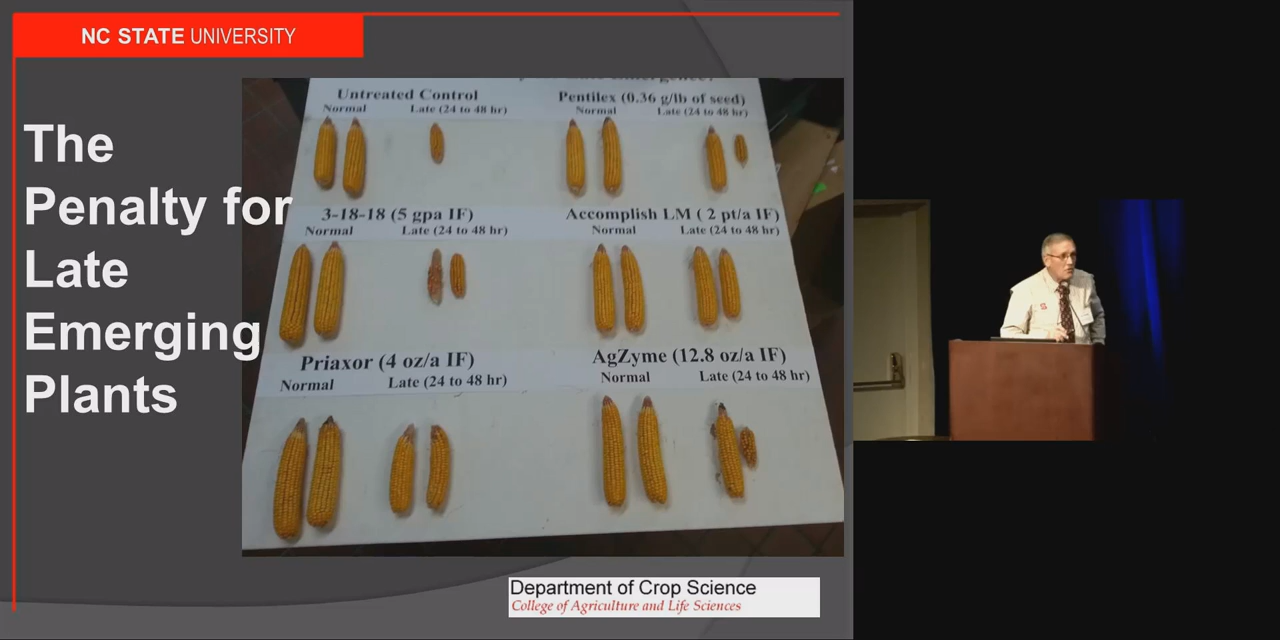 NC STATE UNIVERSITY
The
Penalty for
Late
Emerging
Plants
Untreated Control
Normal Late (24 to 48 hr)
Pentilex (0.36 g/lb of seed)
Normal Late (24 to 48 hr)
3-18-18 (5 gpa IF)
Normal Late (24 to 48 hr)
Accomplish LM ( 2 pt/a IF)
Normal Late (24 to 48 hr)
Priaxor (4 oz/a IF)
Normal Late (24 to 48 hr)
AgZyme (12.8 oz/a IF)
Normal Late (24 to 48 hr)
Department of Crop Science
College of Agriculture and Life Sciences